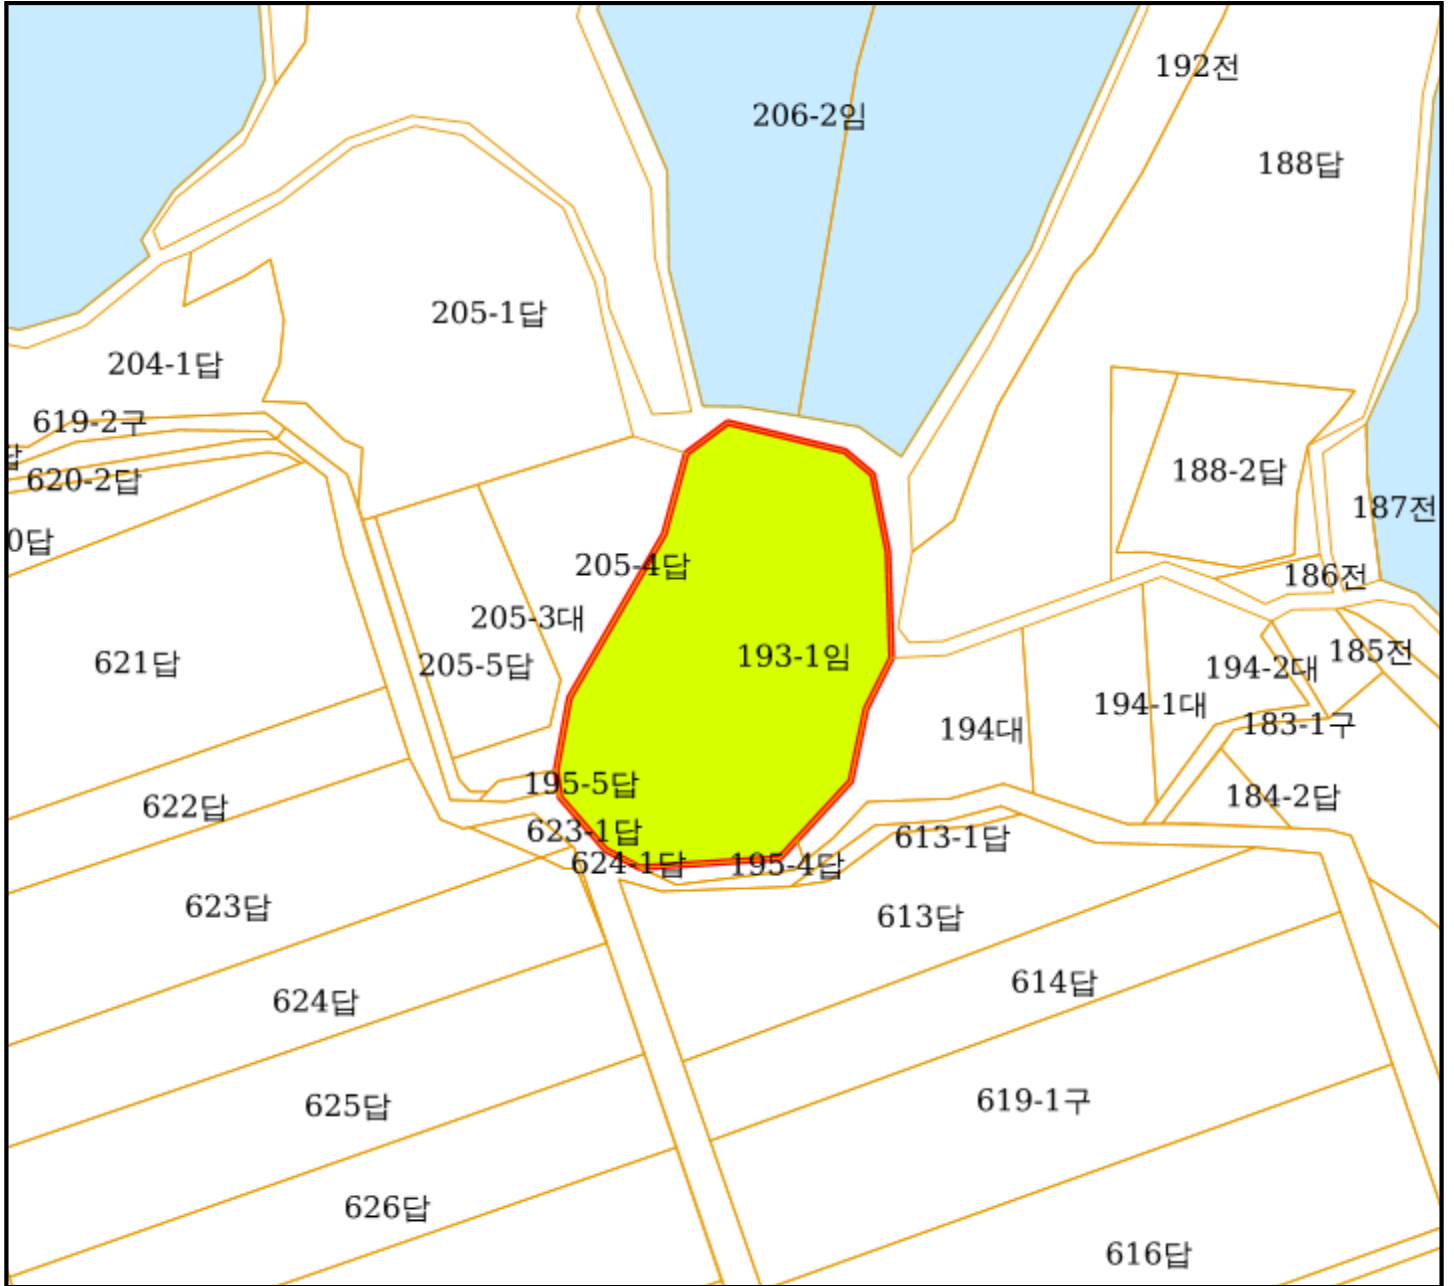 192전
206-2임
188답
205-1답
204-1답
619-2구
답
188-2답
620-2답
187전
0답
205-4답
186전
205-3대
185전
193-1임
621답
205-5답
194-2대
194-1대
183-1구
194대
195-5답
184-2답
622답
623-1답
613-1답
624-1답
195-4답
623답
613답
614답
624답
619-1구
625답
626답
616답